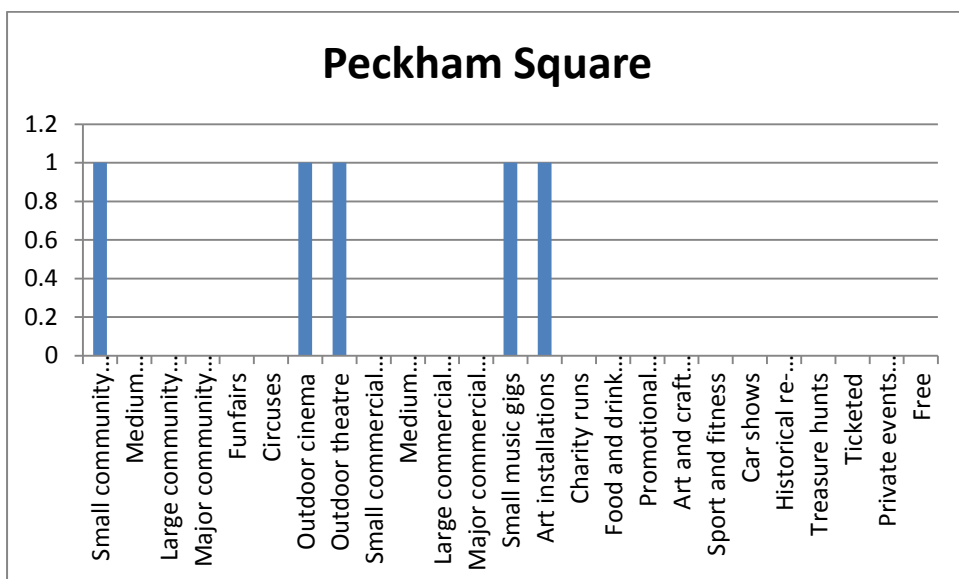 Peckham Square
1.2
1
0.8
0.6
0.4
0.2
0
Small community…
Medium…
Large community…
Major community…
Funfairs
Circuses
Outdoor cinema
Outdoor theatre
Small commercial…
Medium…
Large commercial…
Major commercial…
Small music gigs
Art installations
Charity runs
Food and drink…
Promotional…
Art and craft…
Sport and fitness
Car shows
Historical re-…
Treasure hunts
Ticketed
Private events…
Free